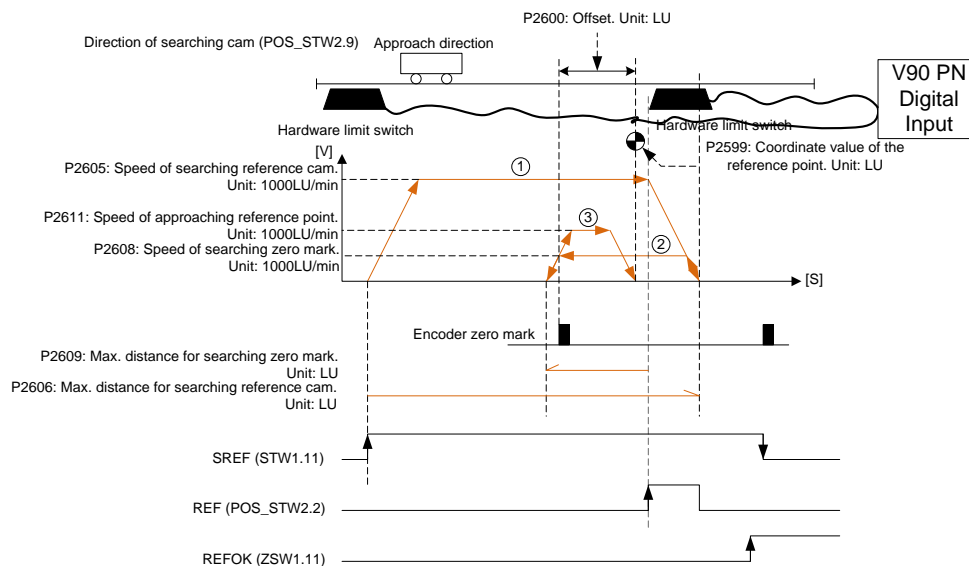 P2600: Offset. Unit: LU
Direction of searching cam (POS_STW2.9)
Approach direction
V90 PN
Digital
Input
Hardware limit switch
Hardware limit switch
P2599: Coordinate value of the
reference point. Unit: LU
[V]
P2605: Speed of searching reference cam.
Unit: 1000LU/min
①
P2611: Speed of approaching reference point.
Unit: 1000LU/min
③
P2608: Speed of searching zero mark.
Unit: 1000LU/min
②
[S]
Encoder zero mark
P2609: Max. distance for searching zero mark.
Unit: LU
P2606: Max. distance for searching reference cam.
Unit: LU
SREF (STW1.11)
REF (POS_STW2.2)
REFOK (ZSW1.11)